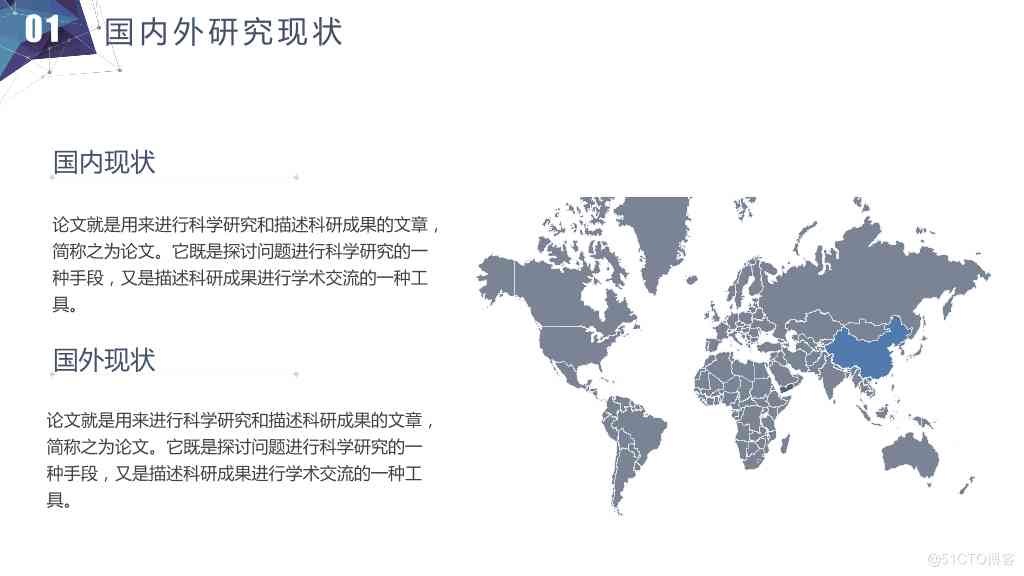 01
国内外研究现状
国内现状
论文就是用来进行科学研究和描述科研成果的文章，
简称之为论文。它既是探讨问题进行科学研究的一
种手段，又是描述科研成果进行学术交流的一种工
具。
国外现状
论文就是用来进行科学研究和描述科研成果的文章，
简称之为论文。它既是探讨问题进行科学研究的一
种手段，又是描述科研成果进行学术交流的一种工
具。
@51CTO博客